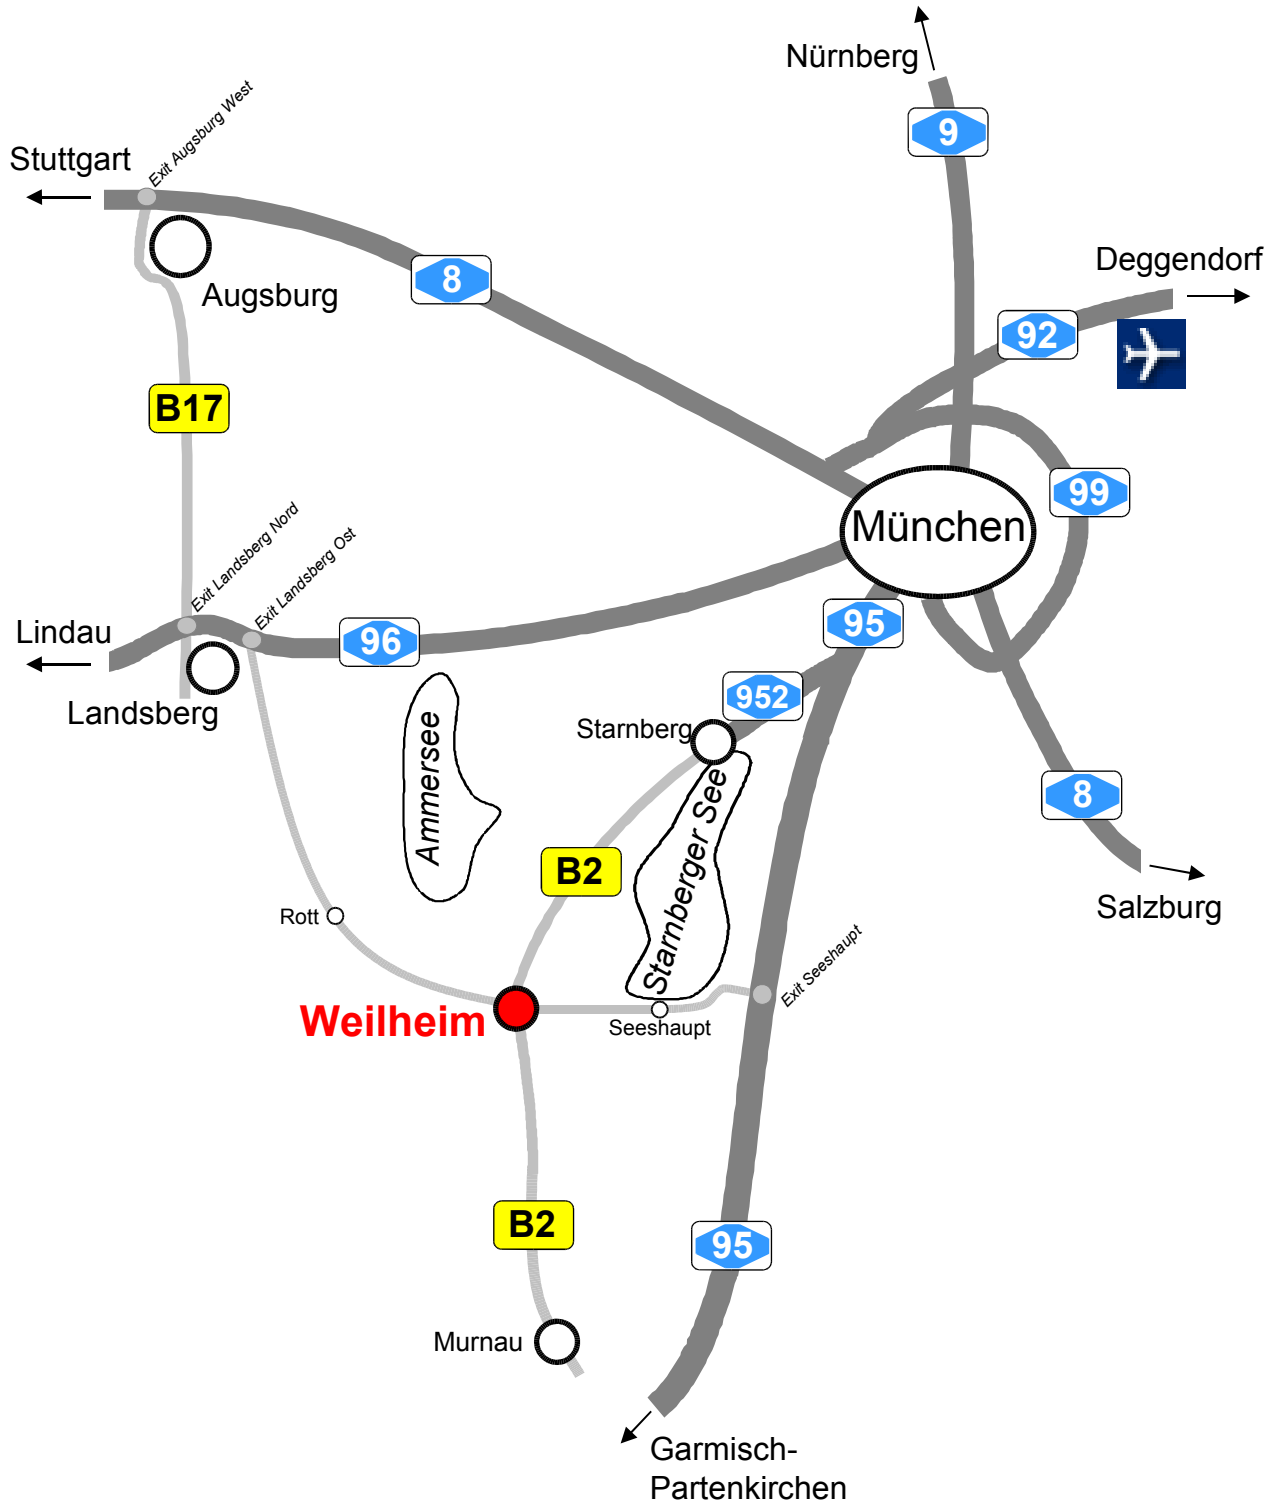 Nürnberg
9
Exit Augsburg West
Stuttgart
Deggendorf
8
Augsburg
92
B17
99
Exit Landsberg Nord
Exit Landsberg Ost
München
Lindau
96
95
Landsberg
952
Starnberg
Ammersee
Starnberger See
8
B2
Salzburg
Rott
Exit Seeshaupt
Weilheim
Seeshaupt
B2
95
Murnau
Garmisch-
Partenkirchen